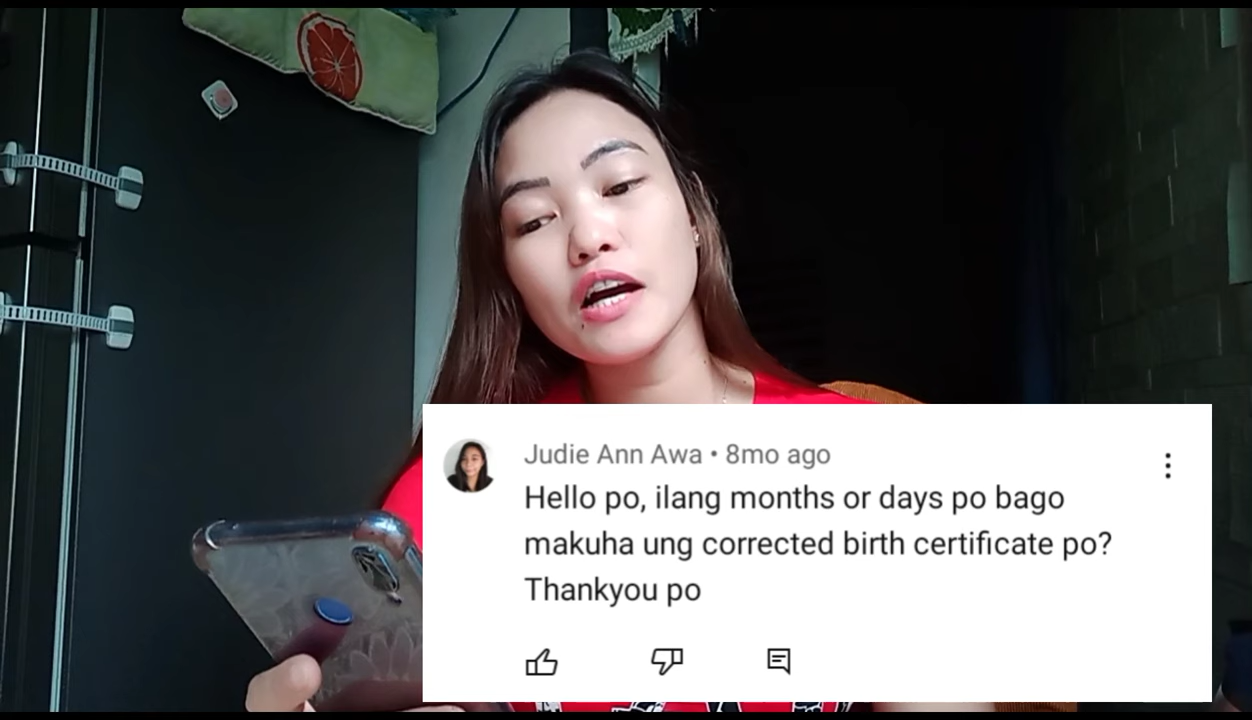 Judie Ann Awa • 8mo ago
Hello po, ilang months or days po bago
makuha ung corrected birth certificate po?
Thankyou po